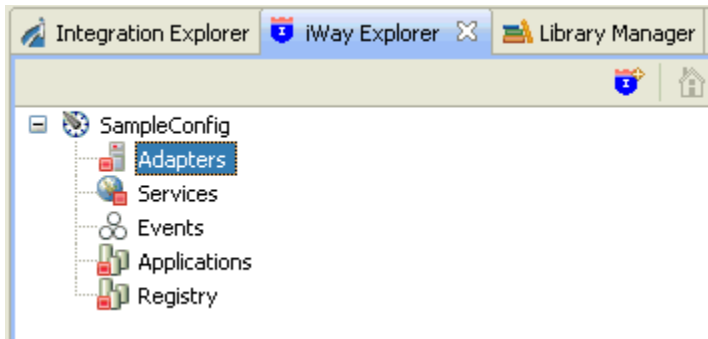 Integration Explorer iWay Explorer Library Manager
SampleConfig
Adapters
Services
Events
Applications
Registry